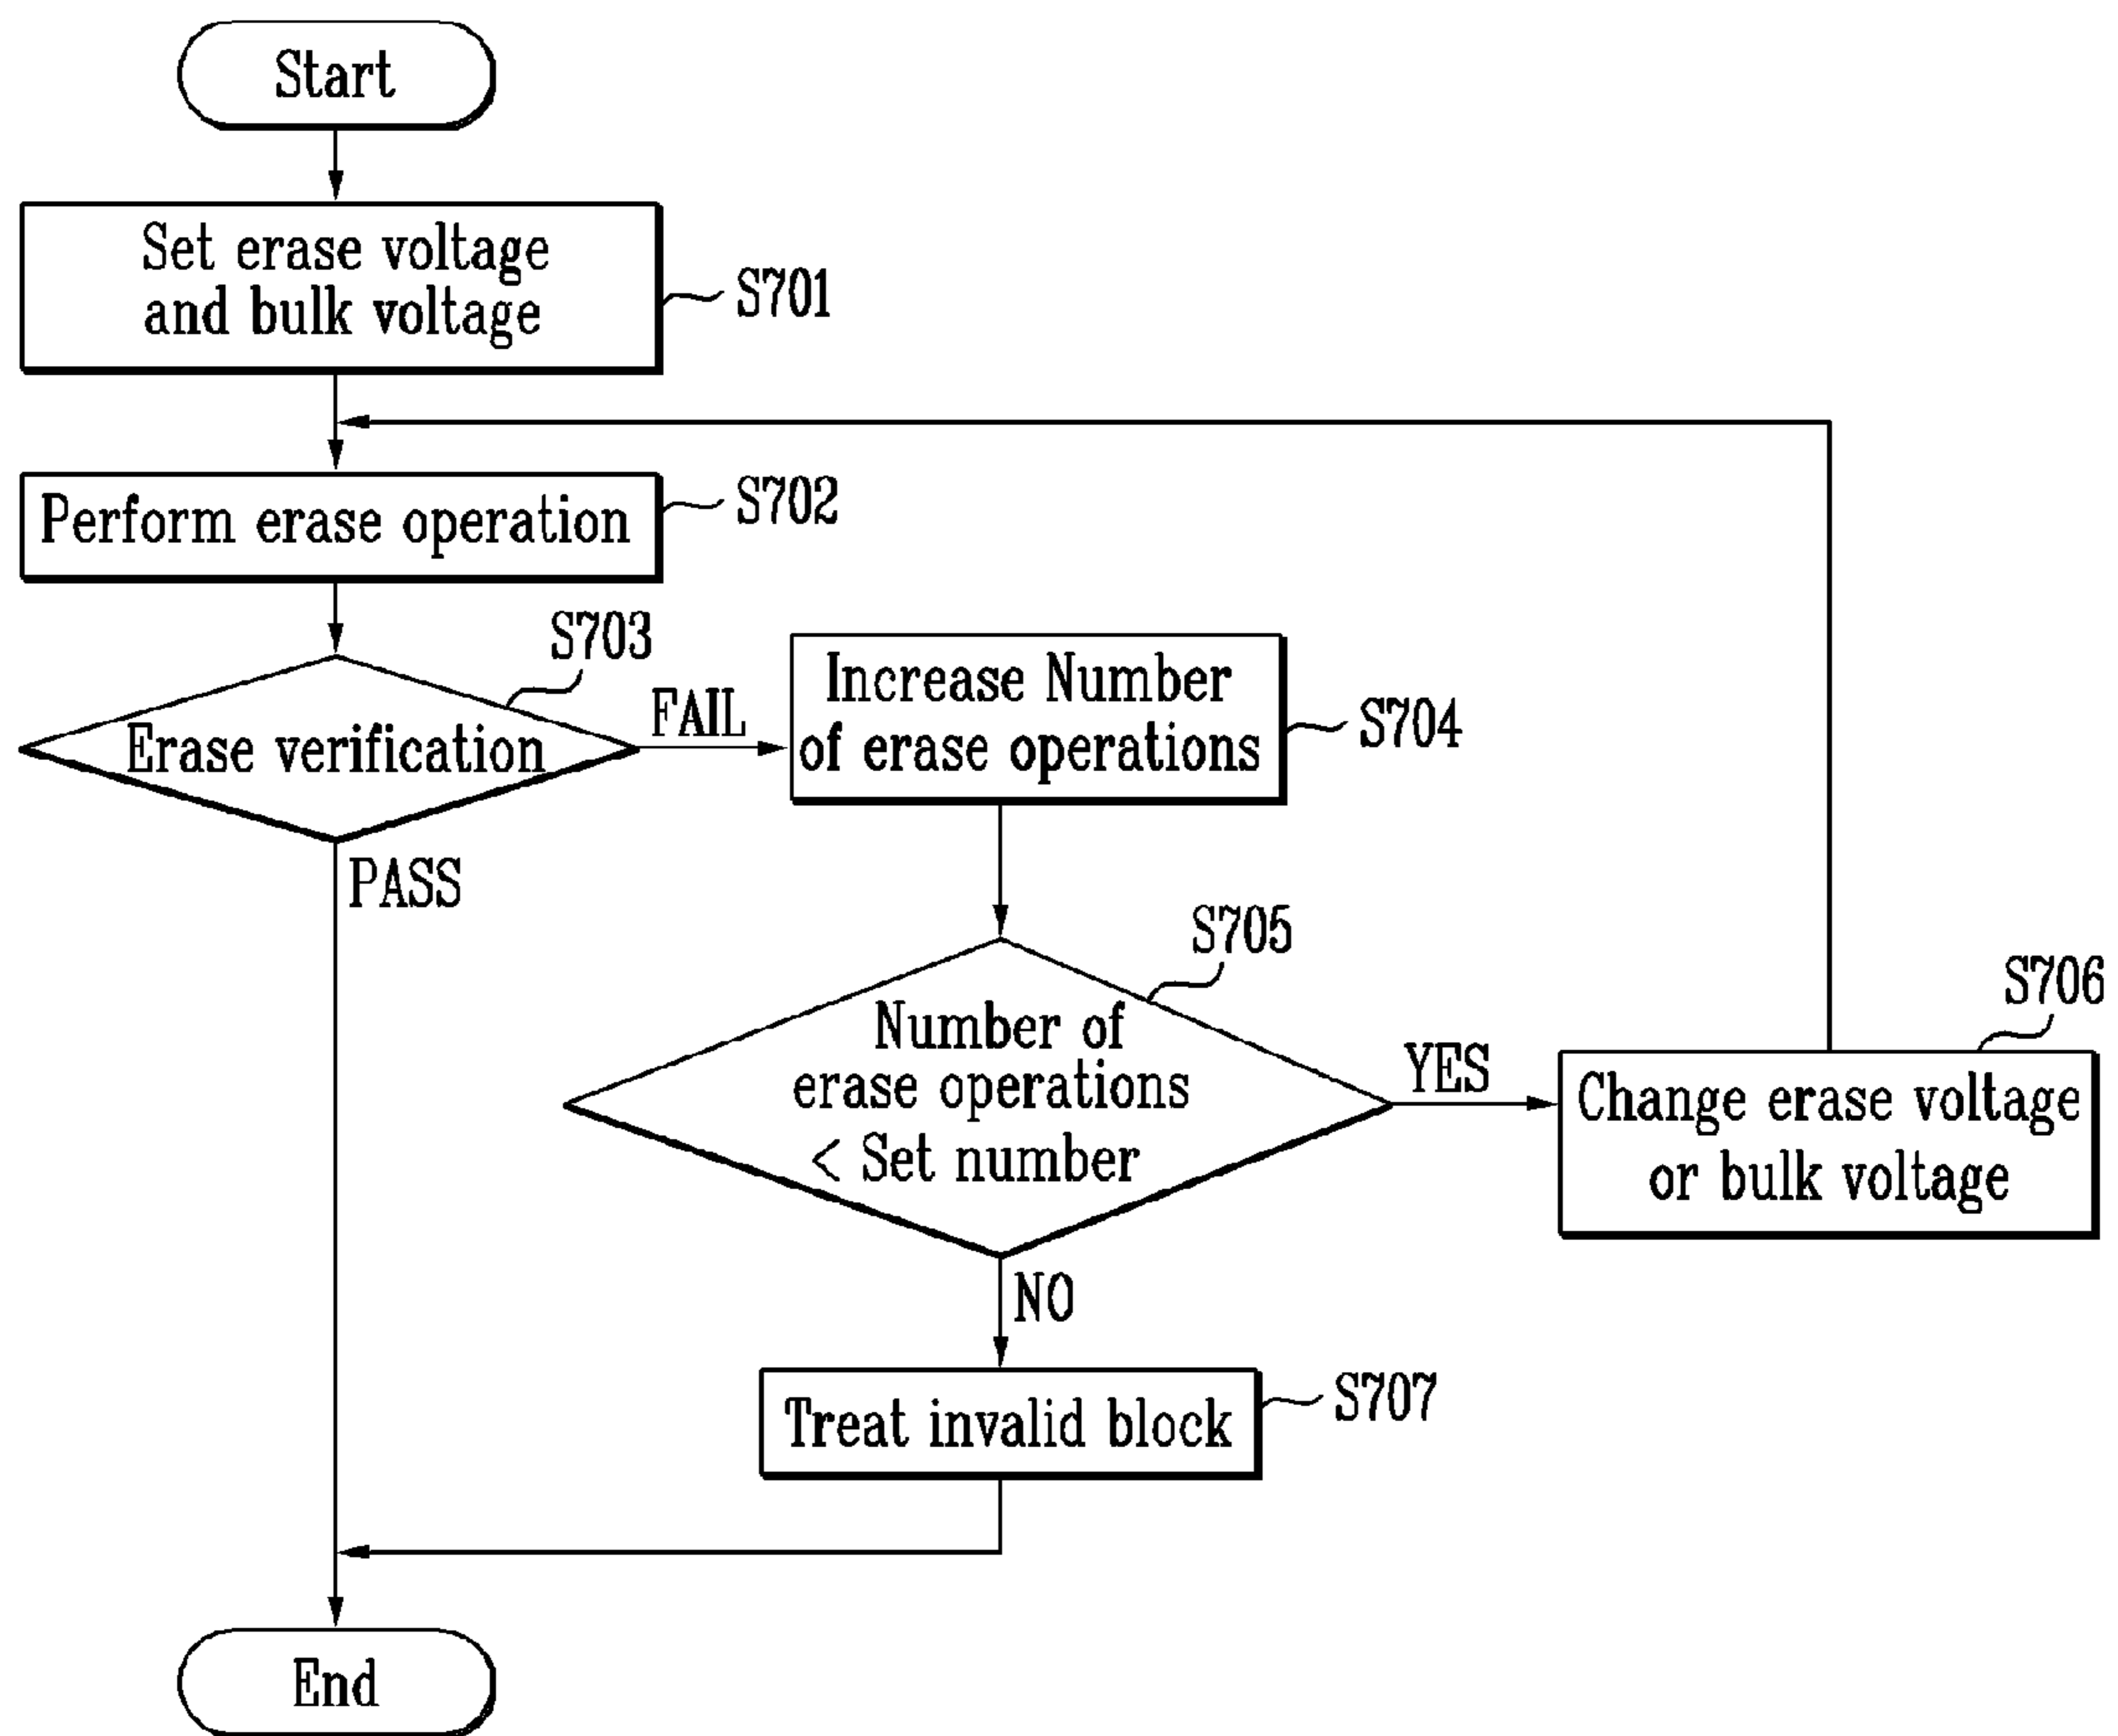 Start
Set erase voltage
and bulk voltage
S701
Perform erase operation
S702
S703
Erase verification
FAIL
PASS
Increase Number
of erase operations
S704
S705
Number of
erase operations
< Set number
YES
NO
S706
Change erase voltage
or bulk voltage
Treat invalid block
S707
End